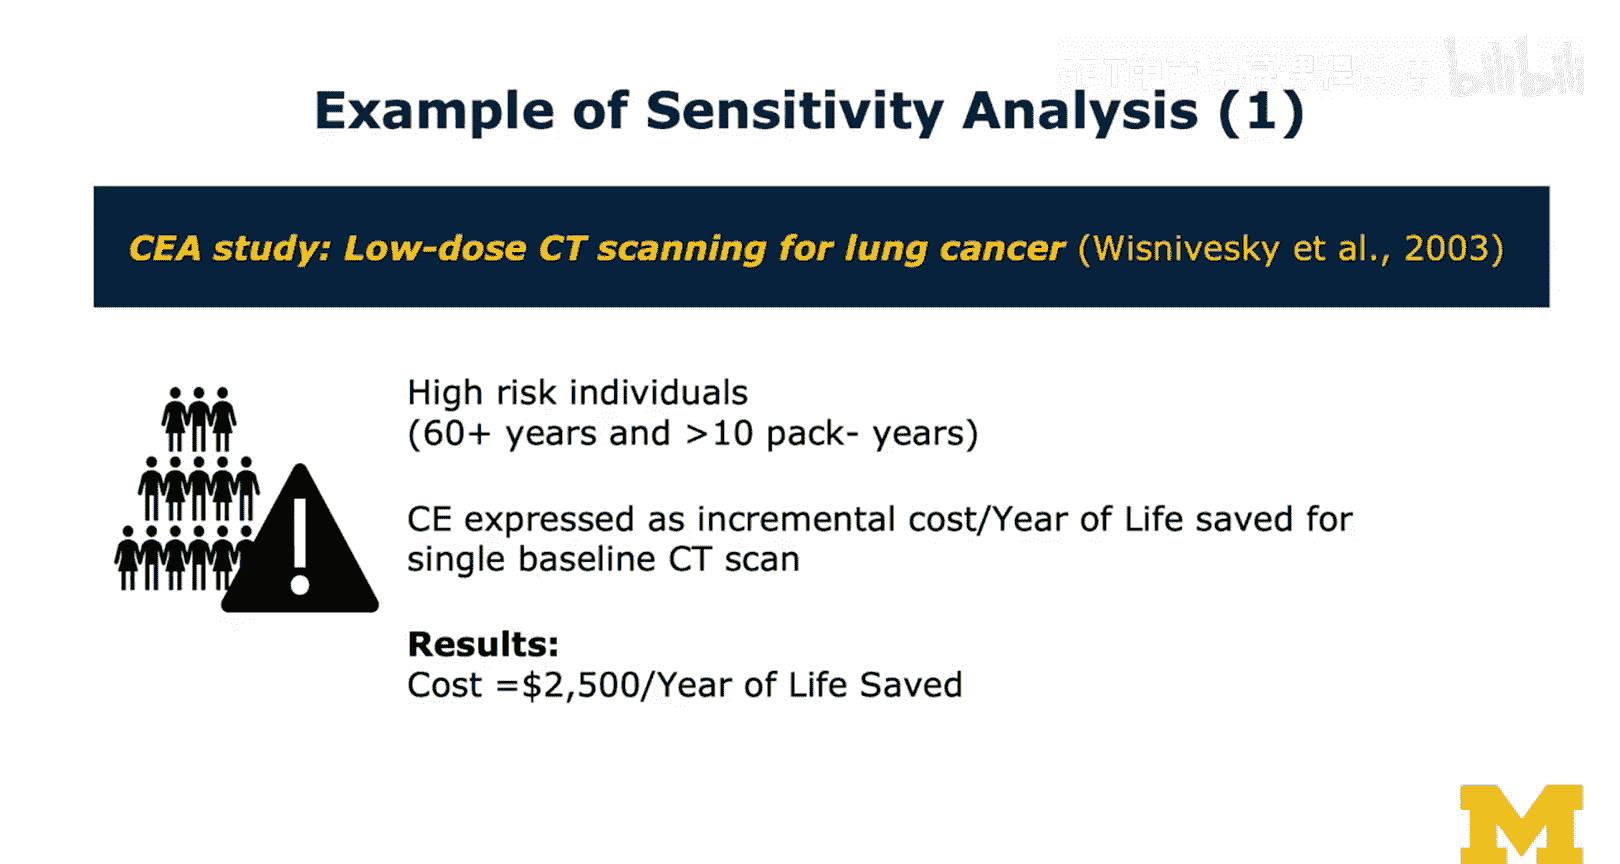 bilibili
Example of Sensitivity Analysis (1)
CEA study: Low-dose CT scanning for lung cancer (Wisnivesky et al., 2003)
High risk individuals
(60+ years and >10 pack- years)
CE expressed as incremental cost/Year of Life saved for
single baseline CT scan
Results:
Cost =$2,500/Year of Life Saved
M